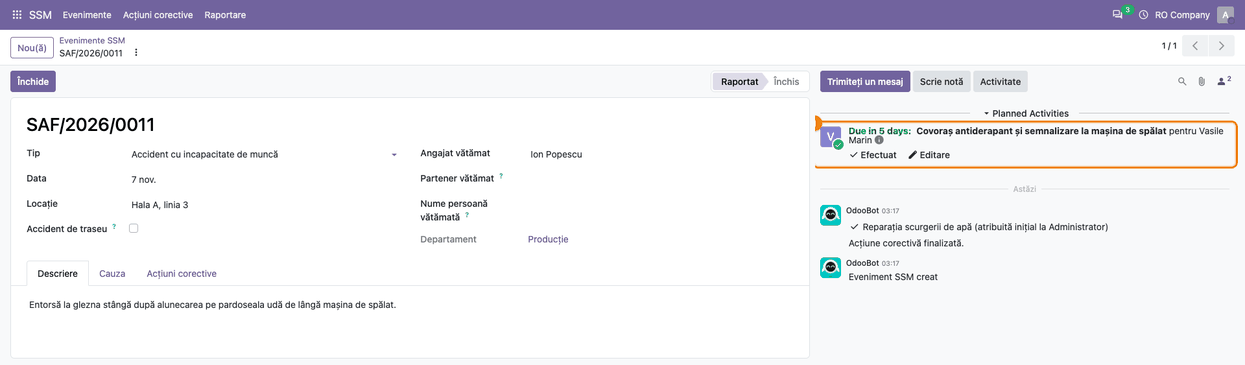 SSM Evenimente Acțiuni corective Raportare 3 RO Company A
Nou(ă) Evenimente SSM
SAF/2026/0011
1 / 1
Închide Raportat Închis Trimiteți un mesaj Scrie notă Activitate 2
Planned Activities
SAF/2026/0011
V Due in 5 days: Covoraș antiderapant și semnalizare la mașina de spălat pentru Vasile
Marin
Efectuat Editare
Tip Accident cu incapacitate de muncă
Angajat vătămat Ion Popescu
Data 7 nov.
Partener vătămat ?
Locație Hala A, linia 3
Nume persoană
vătămată ?
Accident de traseu ?
Departament Producție
Astăzi
OdooBot 03:17
Reparația scurgerii de apă (atribuită inițial la Administrator)
Acțiune corectivă finalizată.
OdooBot 03:17
Eveniment SSM creat
Descriere Cauza Acțiuni corective
Entorsă la glezna stângă după alunecarea pe pardoseala udă de lângă mașina de spălat.